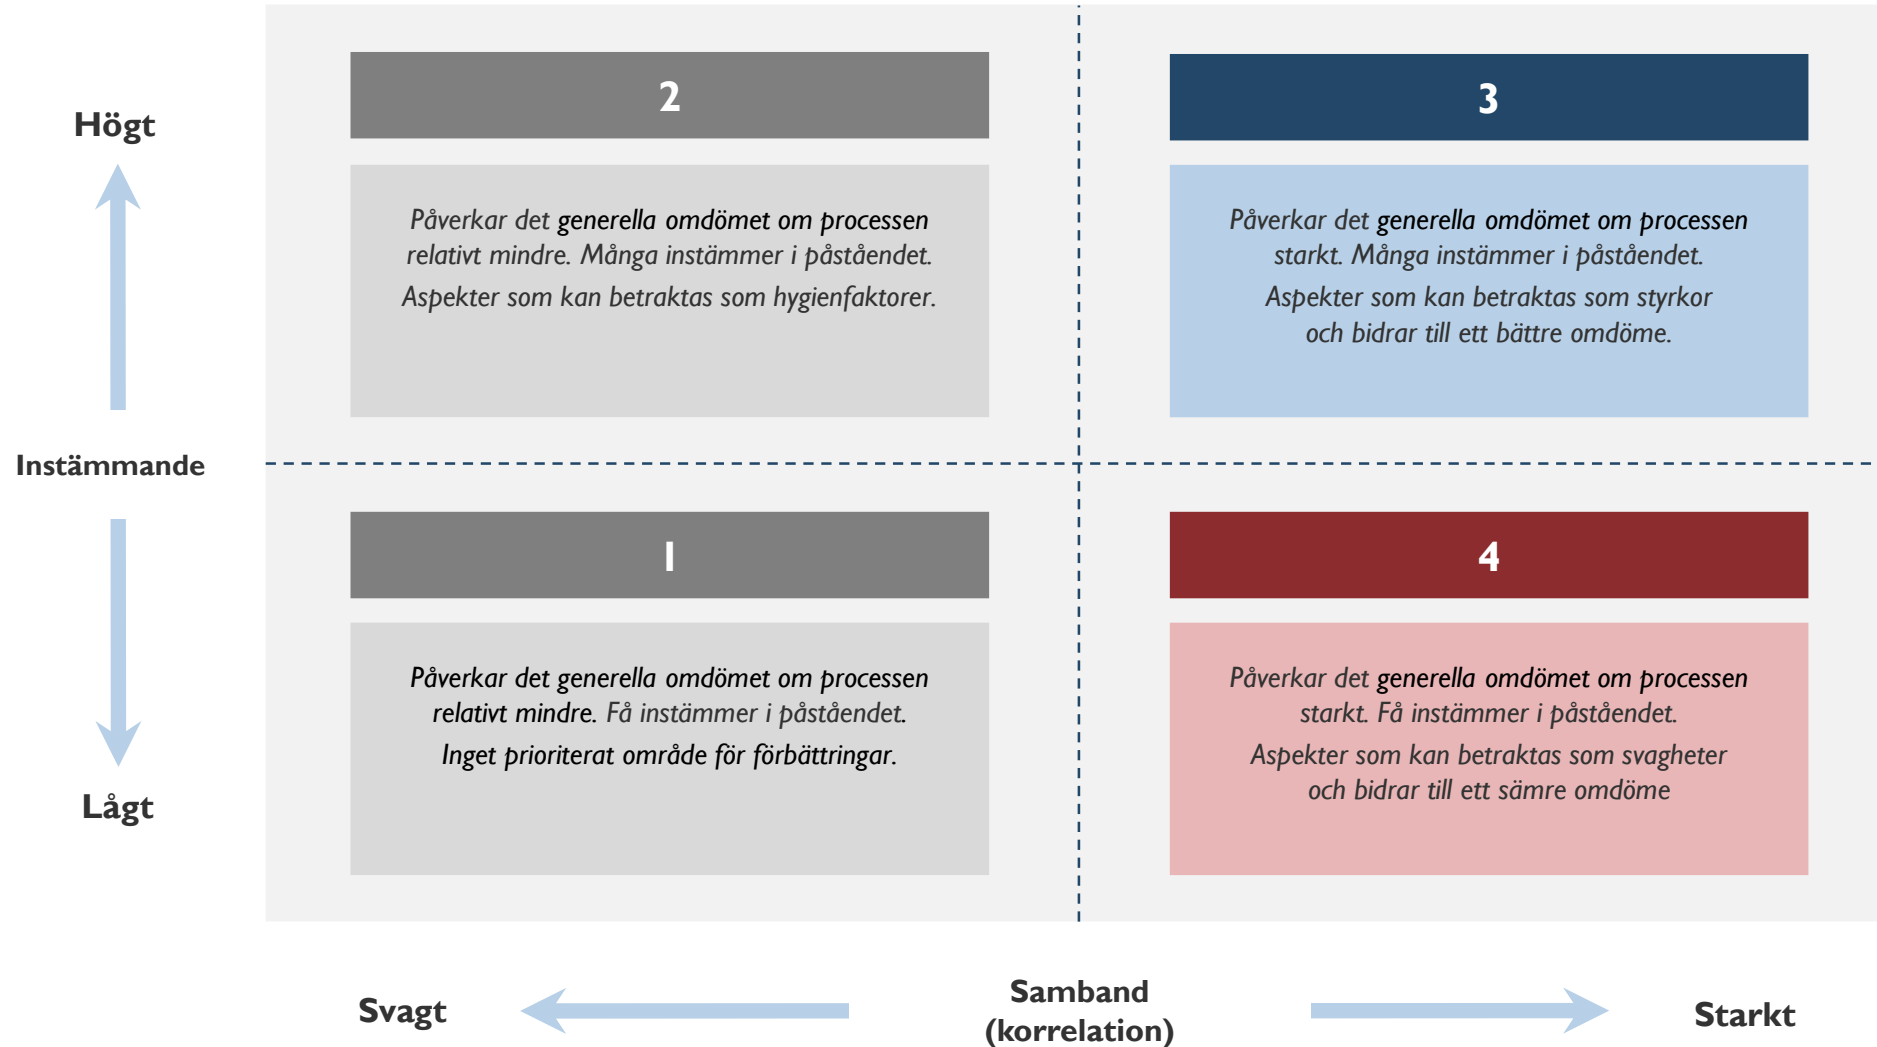 Högt
Instämmande
Lågt
2
Påverkar det generella omdömet om processen
relativt mindre. Många instämmer i påståendet.
Aspekter som kan betraktas som hygienfaktorer.
3
Påverkar det generella omdömet om processen
starkt. Många instämmer i påståendet.
Aspekter som kan betraktas som styrkor
och bidrar till ett bättre omdöme.
1
Påverkar det generella omdömet om processen
relativt mindre. Få instämmer i påståendet.
Inget prioriterat område för förbättringar.
4
Påverkar det generella omdömet om processen
starkt. Få instämmer i påståendet.
Aspekter som kan betraktas som svagheter
och bidrar till ett sämre omdöme
Svagt
Samband
(korrelation)
Starkt